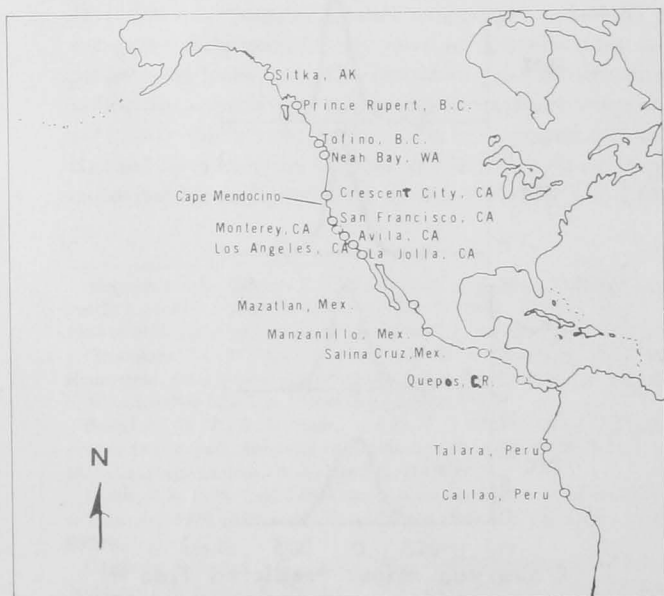 Sitka, AK
Prince Rupert, B.C.
Tofino, B.C.
Neah Bay, WA
Cape Mendocino
Crescent City, CA
San Francisco, CA
Monterey, CA
Avila, CA
Los Angeles, CA
La Jolla, CA
Mazatlan, Mex.
Manzanillo, Mex.
Salina Cruz, Mex.
Quepos, C.R.
N
Talara, Peru
Callao, Peru